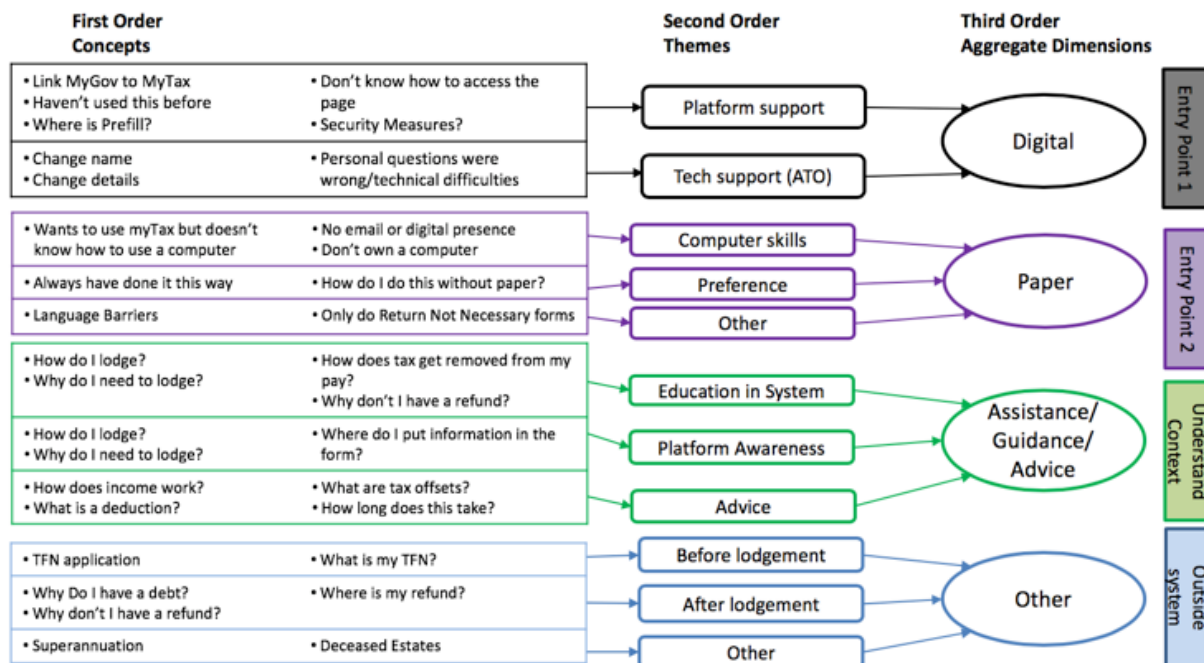 First Order
Concepts
Second Order
Themes
Third Order
Aggregate Dimensions
• Link MyGov to MyTax
• Haven't used this before
• Where is Prefill?
• Don't know how to access the
page
• Security Measures?
Platform support
• Change name
• Change details
• Personal questions were
wrong/technical difficulties
Tech support (ATO)
Digital
Entry Point 1
• Wants to use myTax but doesn't
know how to use a computer
• No email or digital presence
• Don't own a computer
Computer skills
• Always have done it this way
• How do I do this without paper?
Preference
• Language Barriers
• Only do Return Not Necessary forms
Other
Paper
Entry Point 2
• How do I lodge?
• Why do I need to lodge?
• How does tax get removed from my
pay?
• Why don't I have a refund?
Education in System
• How do I lodge?
• Why do I need to lodge?
• Where do I put information in the
form?
Platform Awareness
• How does income work?
• What is a deduction?
• What are tax offsets?
• How long does this take?
Advice
Assistance/
Guidance/
Advice
Understand
Context
• TFN application
• What is my TFN?
Before lodgement
• Why Do I have a debt?
• Why don't I have a refund?
• Where is my refund?
After lodgement
• Superannuation
• Deceased Estates
Other
Other
Outside
system